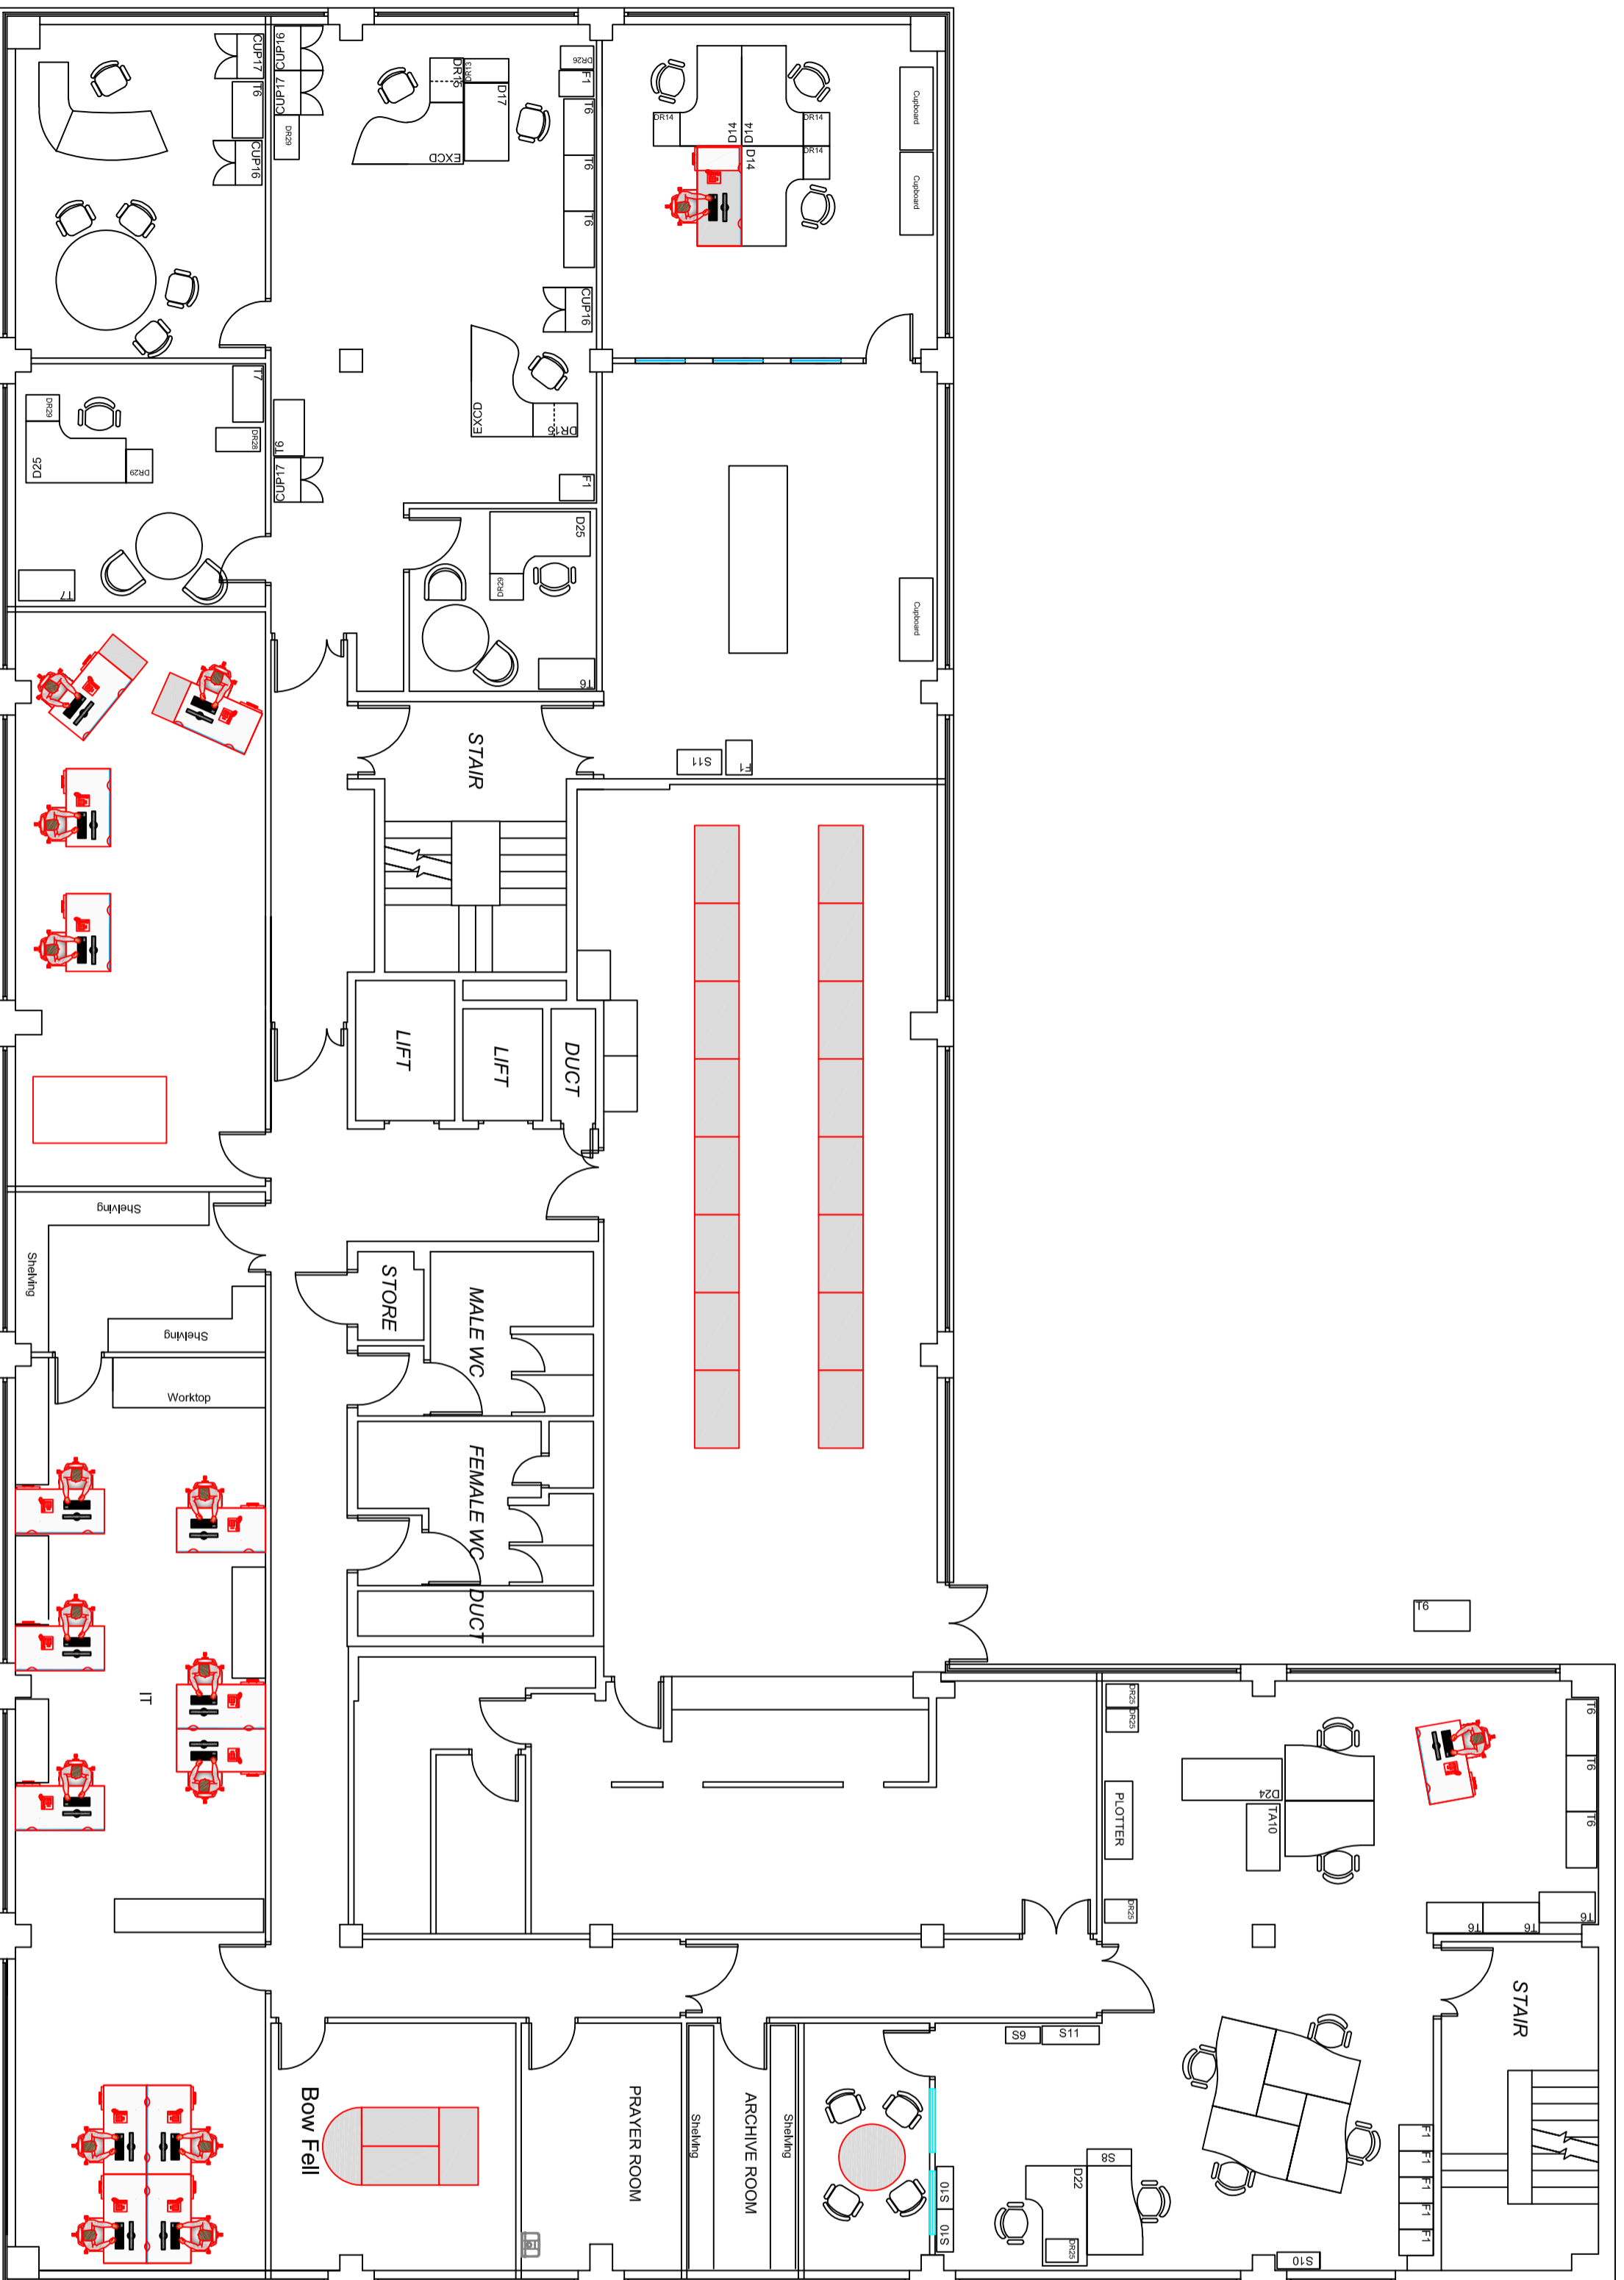 CUP17
CUP16
T6
CUP17
CUP16
DR29
DR15
DR13
D17
EXCD
DR26
F1
T6
T6
T6
CUP16
DR14
D14
D14
D14
DR14
DR14
Cupboard
Cupboard
T7
DR29
DR28
D25
DR29
T7
T6
CUP17
EXCD
DR15
F1
D25
DR29
T6
Cupboard
S11
F1
STAIR
LIFT
LIFT
DUCT
Shelving
Shelving
Shelving
STORE
MALE WC
Worktop
FEMALE WC
DUCT
IT
T6
DR25
DR25
PLOTTER
DR25
D24
TA10
T6
T6
T6
T6
T6
T6
STAIR
S9
S11
Bow Fell
PRAYER ROOM
Shelving
ARCHIVE ROOM
Shelving
S10
S10
D22
S8
DR25
F1
F1
F1
F1
F1
S10